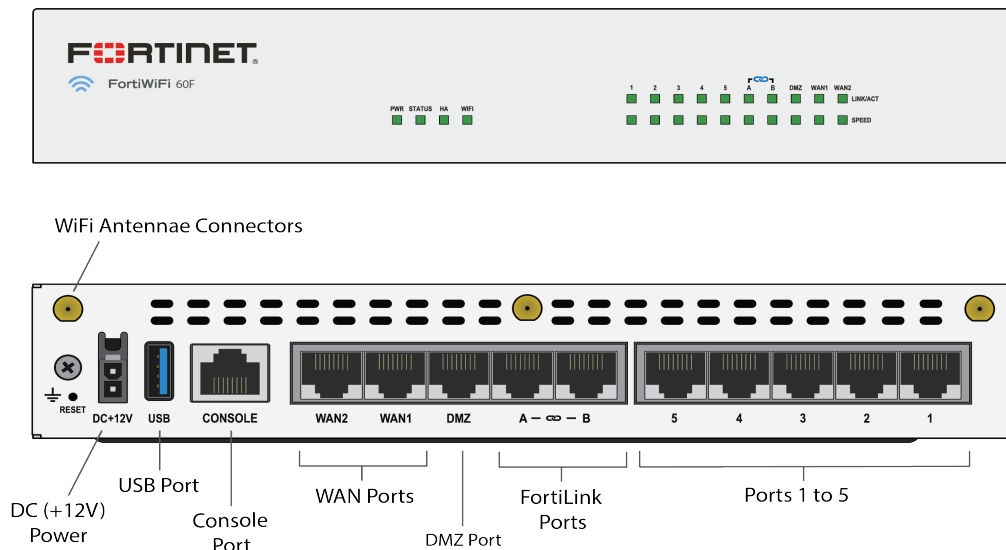 FORTINET®
FortiWiFi 60F
PWR STATUS HA WIFI
1 2 3 4 5 A B DMZ WAN1 WAN2
LINK/ACT
SPEED
WiFi Antennae Connectors
RESET
DC+12V USB CONSOLE WAN2 WAN1 DMZ A B 5 4 3 2 1
DC (+12V)
Power
USB Port
Console
Port
WAN Ports
DMZ Port
FortiLink
Ports
Ports 1 to 5